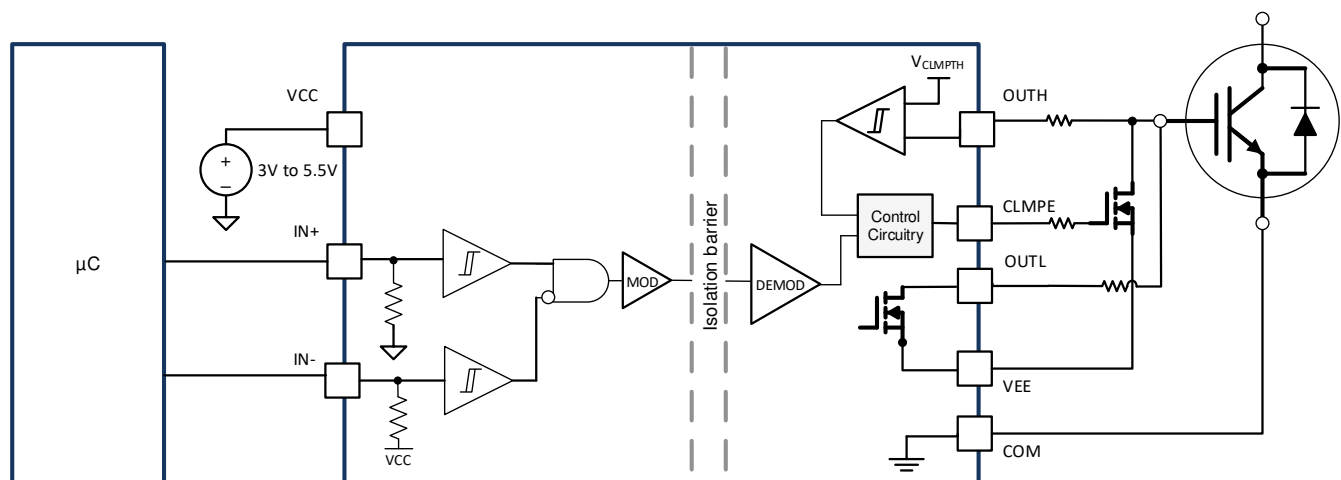 μC
VCC
+
−
3V to 5.5V
IN+
IN-
VCC
MOD
Isolation barrier
DEMOD
VCLMPTH
Control
Circuitry
OUTH
CLMPE
OUTL
VEE
COM